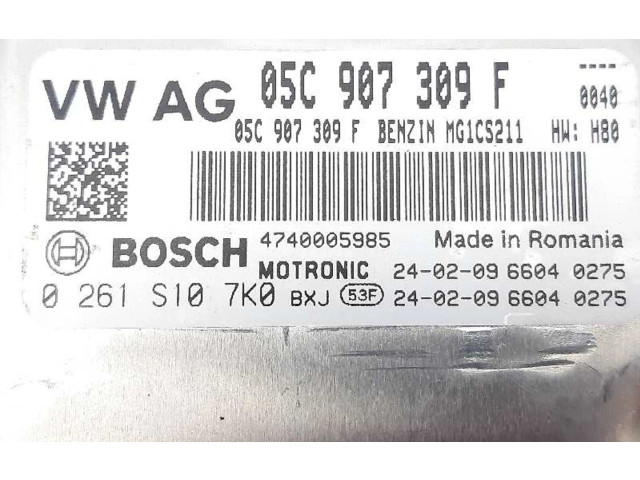 VW AG 05C 907 309 F ----
0040
05C 907 309 F BENZIN MG1CS211 HW: H80
BOSCH 4740005985 Made in Romania
MOTRONIC 24-02-09 6604 0275
0 261 S10 7K0 BXJ 53F 24-02-09 6604 0275